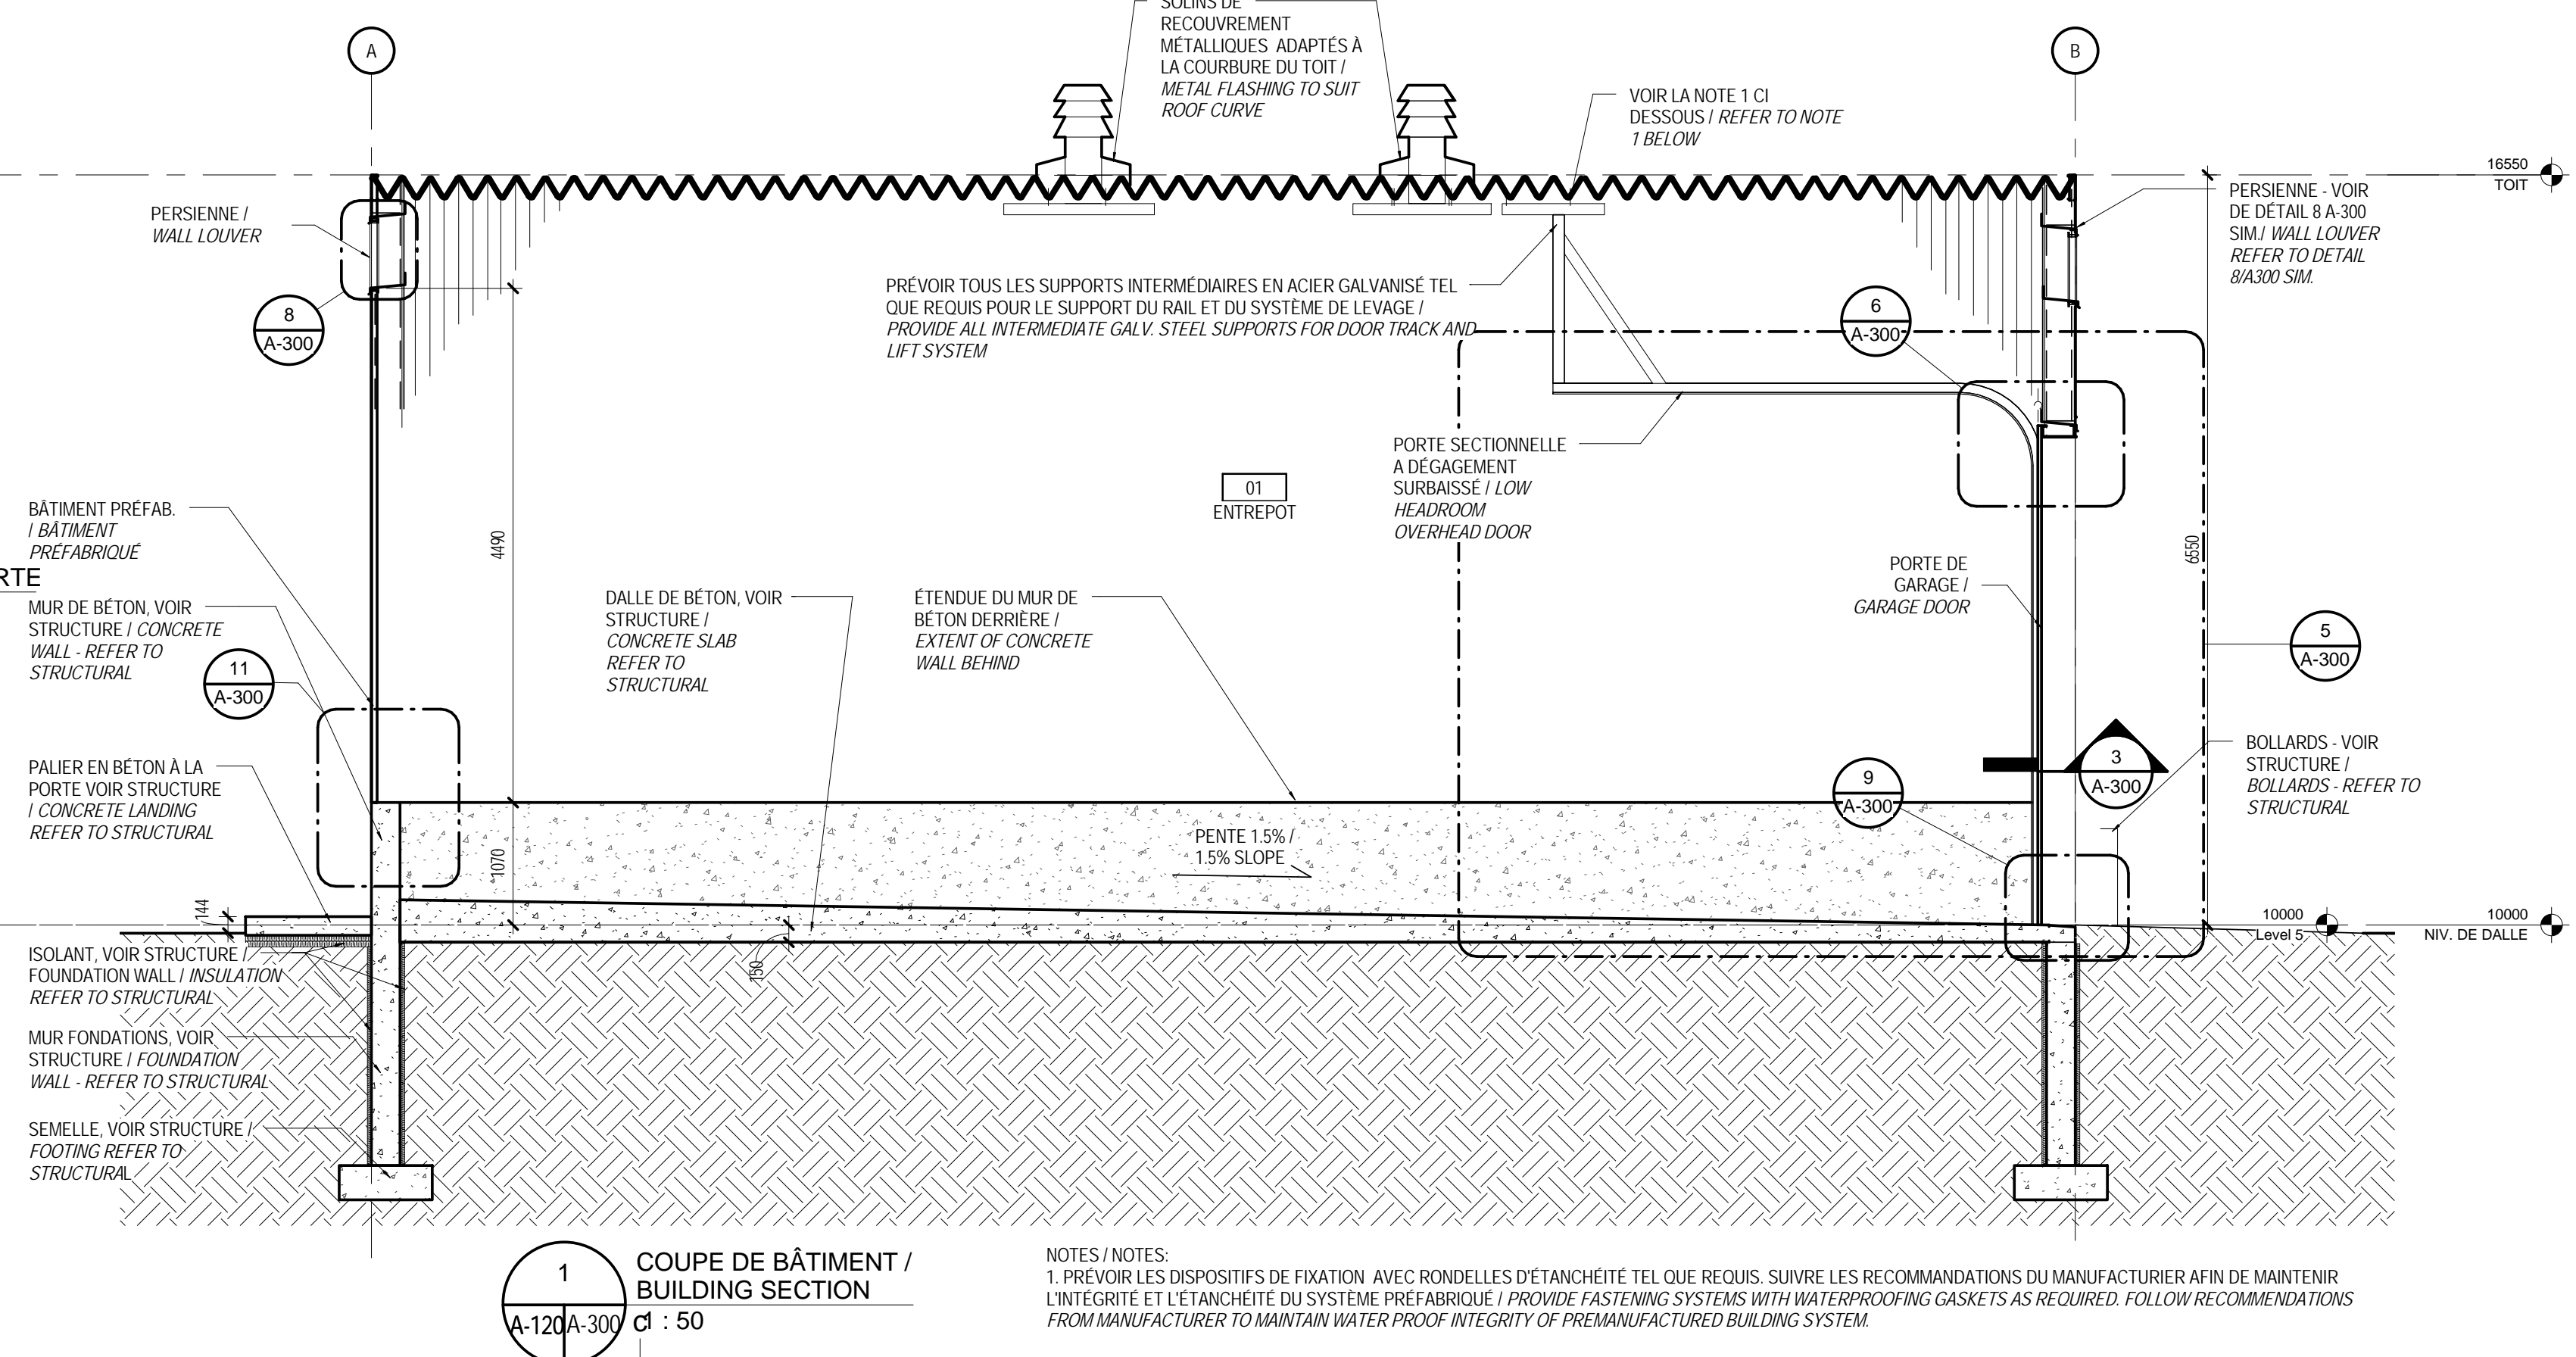 SOLINS DE
RECOUVREMENT
MÉTALLIQUES ADAPTÉS À
LA COURBURE DU TOIT /
METAL FLASHING TO SUIT
ROOF CURVE
A
B
VOIR LA NOTE 1 CI
DESSOUS / REFER TO NOTE
1 BELOW
16550
TOIT
PERSIENNE /
WALL LOUVER
PERSIENNE - VOIR
DE DÉTAIL 8 A-300
SIM./ WALL LOUVER
REFER TO DETAIL
8/A300 SIM.
8
A-300
PRÉVOIR TOUS LES SUPPORTS INTERMÉDIAIRES EN ACIER GALVANISÉ TEL
QUE REQUIS POUR LE SUPPORT DU RAIL ET DU SYSTÈME DE LEVAGE /
PROVIDE ALL INTERMEDIATE GALV. STEEL SUPPORTS FOR DOOR TRACK AND
LIFT SYSTEM
6
A-300
PORTE SECTIONNELLE
A DÉGAGEMENT
SURBAISSÉ / LOW
HEADROOM
OVERHEAD DOOR
01
ENTREPOT
BÂTIMENT PRÉFAB.
/ BÂTIMENT
PRÉFABRIQUÉ
4490
6550
RTE
PORTE DE
GARAGE /
GARAGE DOOR
MUR DE BÉTON, VOIR
STRUCTURE / CONCRETE
WALL - REFER TO
STRUCTURAL
DALLE DE BÉTON, VOIR
STRUCTURE /
CONCRETE SLAB
REFER TO
STRUCTURAL
ÉTENDUE DU MUR DE
BÉTON DERRIÈRE /
EXTENT OF CONCRETE
WALL BEHIND
5
A-300
11
A-300
PALIER EN BÉTON À LA
PORTE VOIR STRUCTURE
/ CONCRETE LANDING
REFER TO STRUCTURAL
3
A-300
9
A-300
BOLLARDS - VOIR
STRUCTURE /
BOLLARDS - REFER TO
STRUCTURAL
PENTE 1.5% /
1.5% SLOPE
1070
144
150
10000
Level 5
10000
NIV. DE DALLE
ISOLANT, VOIR STRUCTURE /
FOUNDATION WALL / INSULATION
REFER TO STRUCTURAL
MUR FONDATIONS, VOIR
STRUCTURE / FOUNDATION
WALL - REFER TO STRUCTURAL
SEMELLE, VOIR STRUCTURE /
FOOTING REFER TO
STRUCTURAL
1
A-120 A-300
COUPE DE BÂTIMENT /
BUILDING SECTION
C
1 : 50
NOTES / NOTES:
1. PRÉVOIR LES DISPOSITIFS DE FIXATION AVEC RONDELLES D'ÉTANCHÉITÉ TEL QUE REQUIS. SUIVRE LES RECOMMANDATIONS DU MANUFACTURIER AFIN DE MAINTENIR
L'INTÉGRITÉ ET L'ÉTANCHÉITÉ DU SYSTÈME PRÉFABRIQUÉ / PROVIDE FASTENING SYSTEMS WITH WATERPROOFING GASKETS AS REQUIRED. FOLLOW RECOMMENDATIONS
FROM MANUFACTURER TO MAINTAIN WATER PROOF INTEGRITY OF PREMANUFACTURED BUILDING SYSTEM.